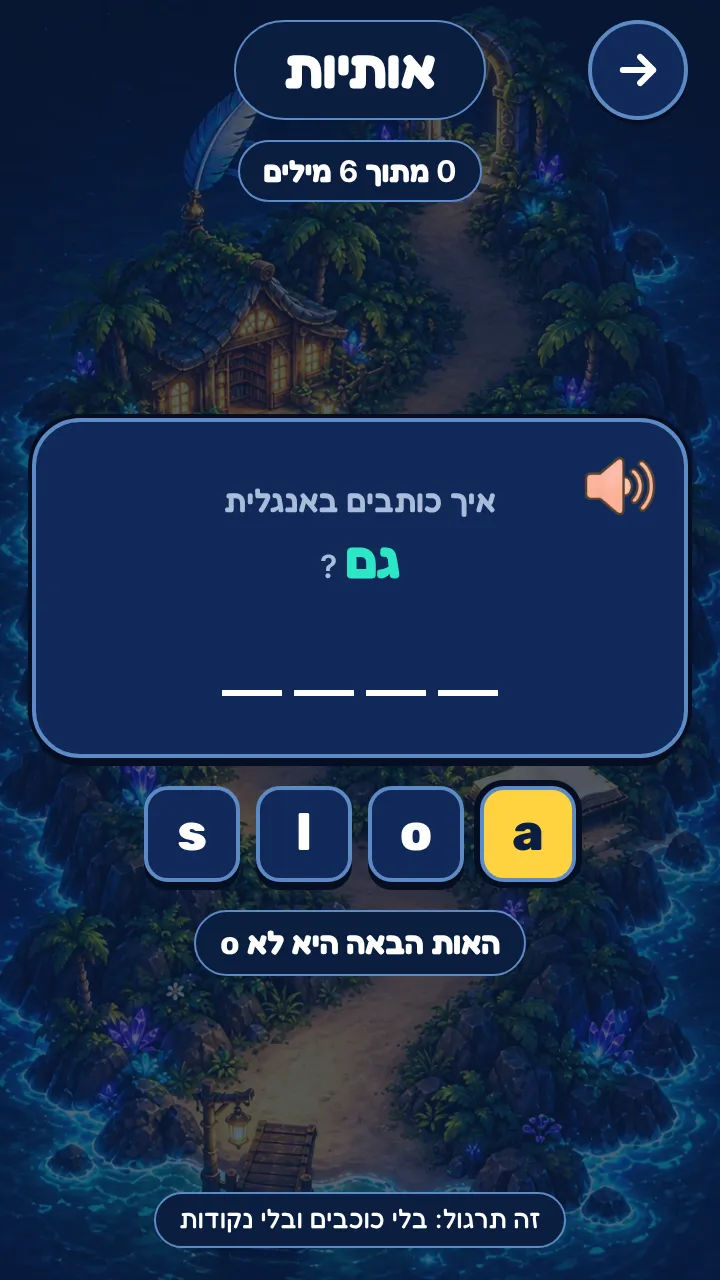 אותיות
0 מתוך 6 מילים
איך כותבים באנגלית
גם ?
s l o a
האות הבאה היא לא o
זה תרגול: בלי כוכבים ובלי נקודות